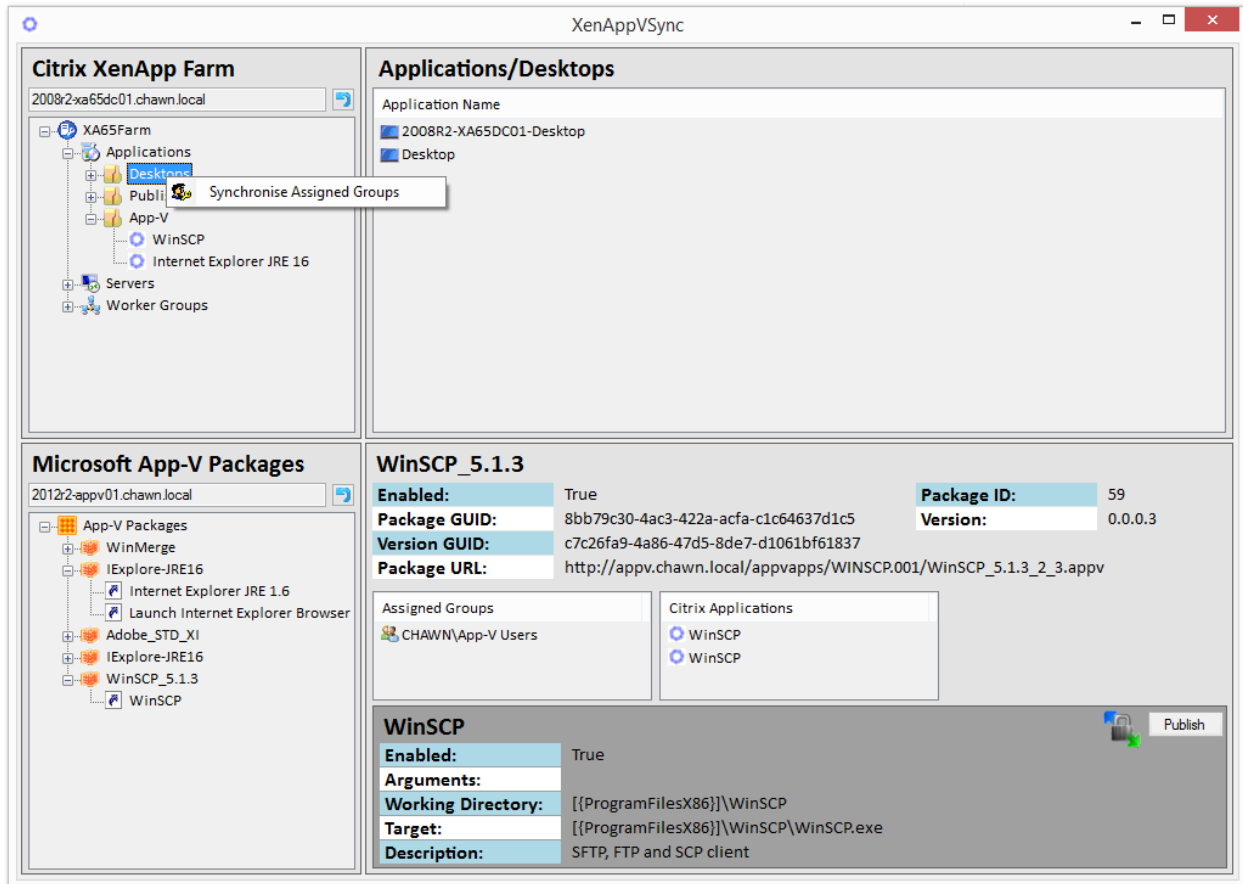 XenAppVSync
Citrix XenApp Farm
2008r2-xa65dc01.chawn.local
XA65Farm
Applications
Desktops
Publi
Synchronise Assigned Groups
App-V
WinSCP
Internet Explorer JRE 16
Servers
Worker Groups
Applications/Desktops
Application Name
2008R2-XA65DC01-Desktop
Desktop
Microsoft App-V Packages
2012r2-appv01.chawn.local
App-V Packages
WinMerge
IExplore-JRE16
Internet Explorer JRE 1.6
Launch Internet Explorer Browser
Adobe_STD_XI
IExplore-JRE16
WinSCP_5.1.3
WinSCP
WinSCP_5.1.3
Enabled: True Package ID: 59
Package GUID: 8bb79c30-4ac3-422a-acfa-c1c64637d1c5 Version: 0.0.0.3
Version GUID: c7c26fa9-4a86-47d5-8de7-d1061bf61837
Package URL: http://appv.chawn.local/appvapps/WINSCP.001/WinSCP_5.1.3_2_3.appv
Assigned Groups
CHAWN\App-V Users
Citrix Applications
WinSCP
WinSCP
WinSCP
Publish
Enabled: True
Arguments:
Working Directory: [{ProgramFilesX86}]\WinSCP
Target: [{ProgramFilesX86}]\WinSCP\WinSCP.exe
Description: SFTP, FTP and SCP client